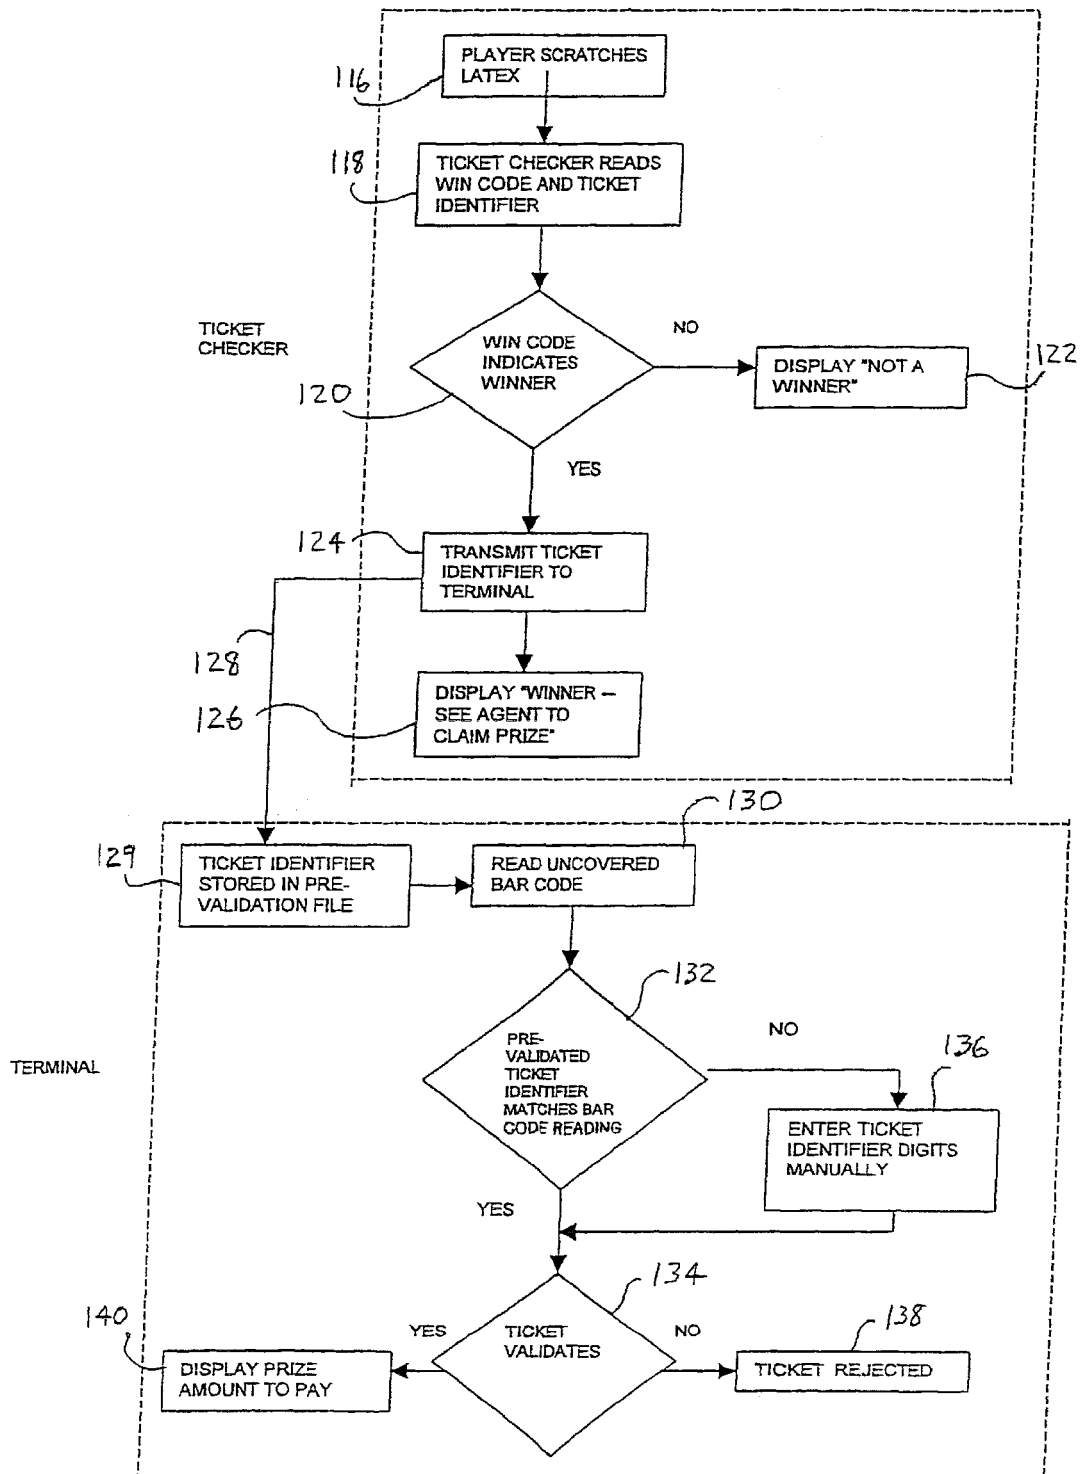 PLAYER SCRATCHES
LATEX
116
118
TICKET CHECKER READS
WIN CODE AND TICKET
IDENTIFIER
TICKET
CHECKER
WIN CODE
INDICATES
WINNER
NO
120
DISPLAY "NOT A
WINNER"
122
YES
124
TRANSMIT TICKET
IDENTIFIER TO
TERMINAL
128
126
DISPLAY "WINNER –
SEE AGENT TO
CLAIM PRIZE"
130
129
TICKET IDENTIFIER
STORED IN PRE-
VALIDATION FILE
READ UNCOVERED
BAR CODE
132
TERMINAL
PRE-
VALIDATED
TICKET
IDENTIFIER
MATCHES BAR
CODE READING
NO
136
ENTER TICKET
IDENTIFIER DIGITS
MANUALLY
YES
134
140
YES
TICKET
VALIDATES
NO
138
DISPLAY PRIZE
AMOUNT TO PAY
TICKET REJECTED